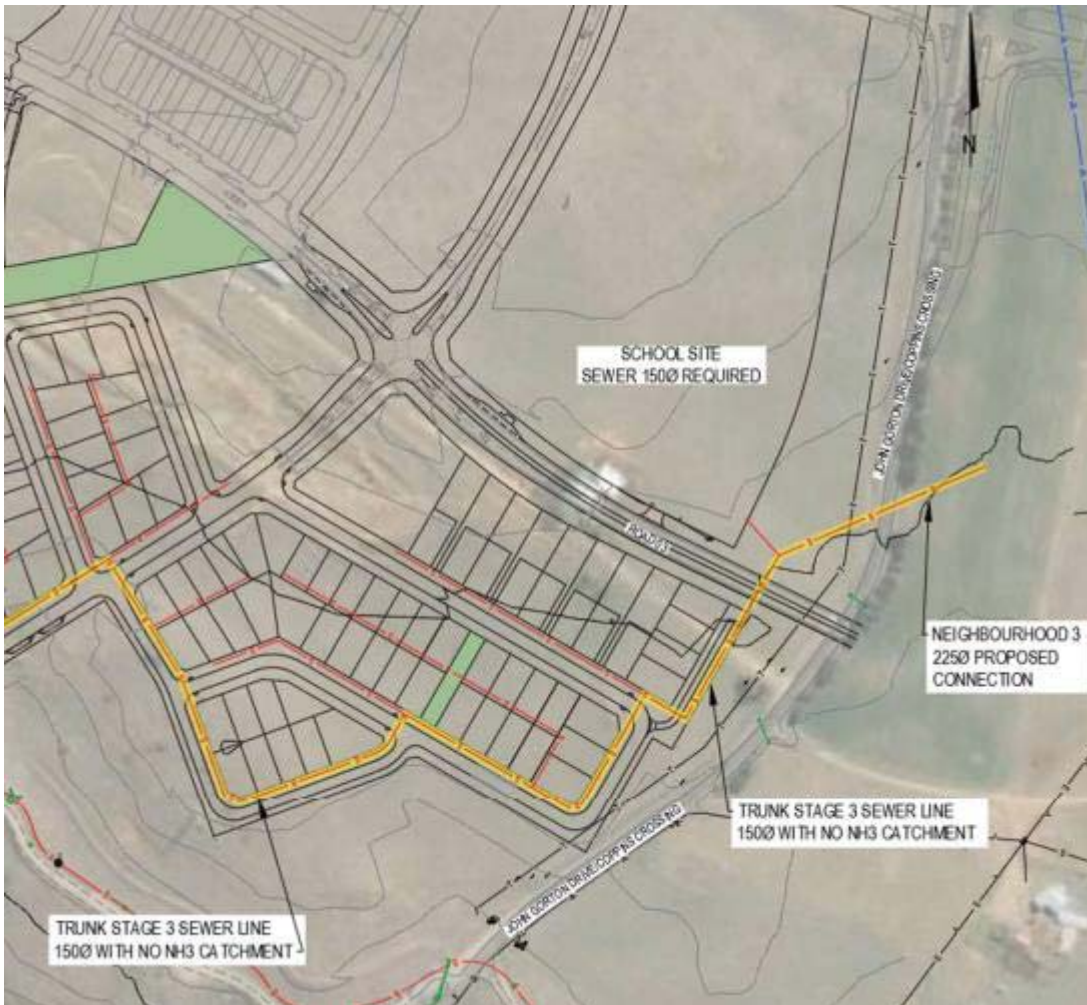 N
SCHOOL SITE
SEWER 150Ø REQUIRED
JOHN GORTON DRIVE/COPPINS CROSSING
NEIGHBOURHOOD 3
225Ø PROPOSED
CONNECTION
TRUNK STAGE 3 SEWER LINE
150Ø WITH NO NH3 CATCHMENT
JOHN GORTON DRIVE/COPPINS CROSSING
TRUNK STAGE 3 SEWER LINE
150Ø WITH NO NH3 CATCHMENT